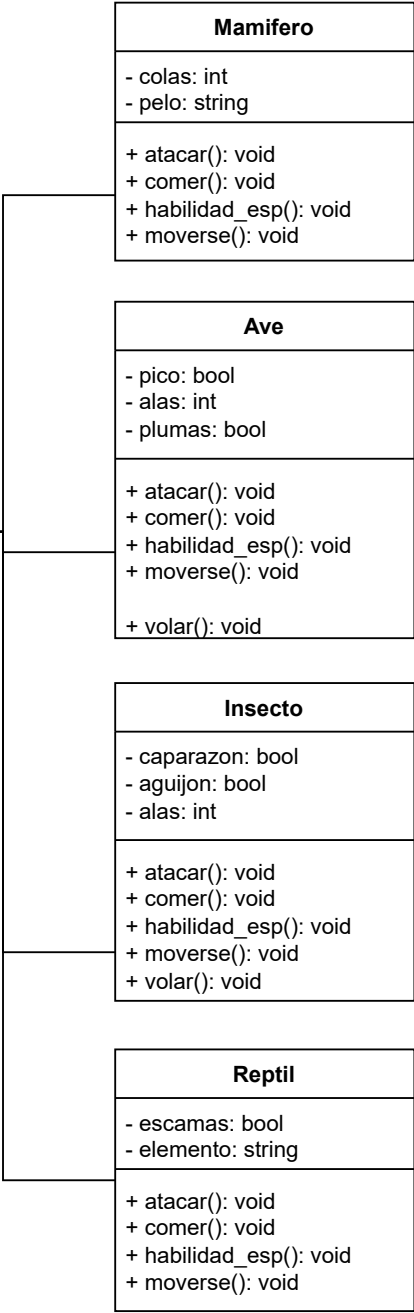 Mamifero
- colas: int
- pelo: string
+ atacar(): void
+ comer(): void
+ habilidad_esp(): void
+ moverse(): void
Ave
- pico: bool
- alas: int
- plumas: bool
+ atacar(): void
+ comer(): void
+ habilidad_esp(): void
+ moverse(): void
+ volar(): void
Insecto
- caparazon: bool
- aguijon: bool
- alas: int
+ atacar(): void
+ comer(): void
+ habilidad_esp(): void
+ moverse(): void
+ volar(): void
Reptil
- escamas: bool
- elemento: string
+ atacar(): void
+ comer(): void
+ habilidad_esp(): void
+ moverse(): void